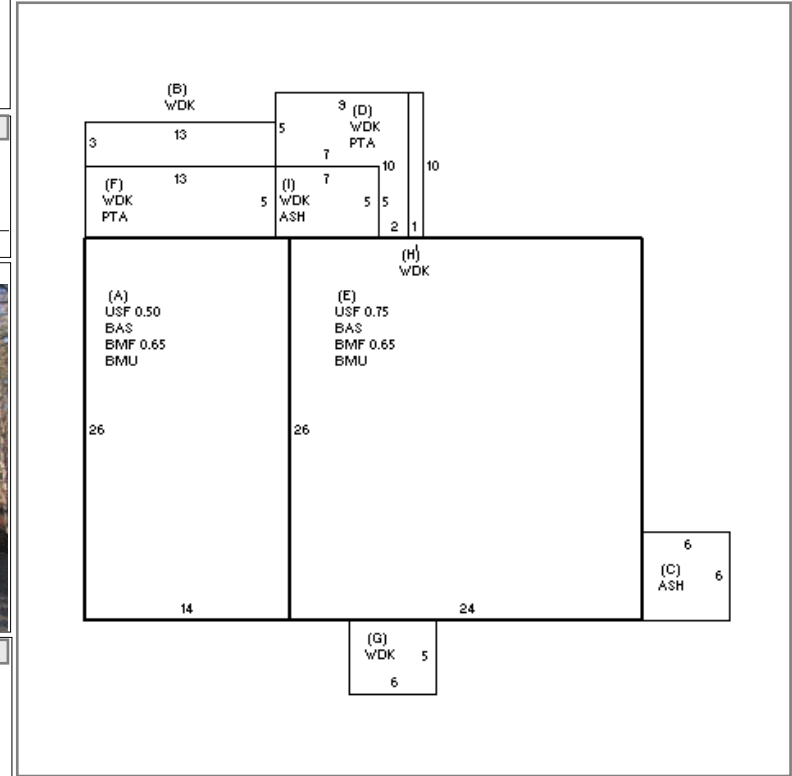 (B)
WDK
3
13
5
9
(D)
WDK
PTA
7
10
10
13
(F)
WDK
PTA
5
(I)
WDK
ASH
7
5
5
2
1
(H)
WDK
(A)
USF 0.50
BAS
BMF 0.65
BMU
(E)
USF 0.75
BAS
BMF 0.65
BMU
26
26
6
(C)
ASH
6
14
24
(G)
WDK
5
6